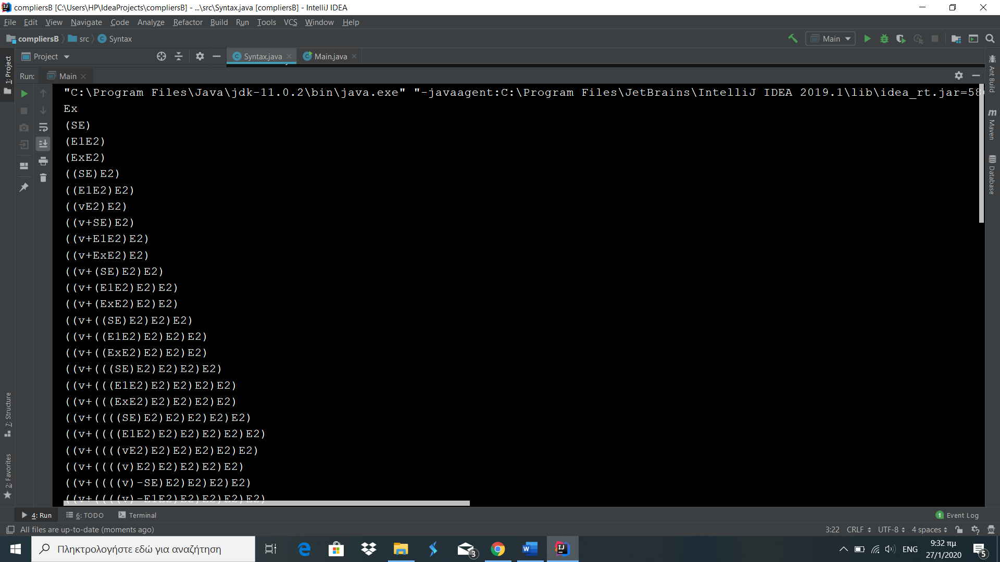 compliersB [C:\Users\HP\IdeaProjects\compliersB] - ...\src\Syntax.java [compliersB] - IntelliJ IDEA
File Edit View Navigate Code Analyze Refactor Build Run Tools VCS Window Help
compliersB src Syntax Main
Project Syntax.java Main.java
Run: Main
"C:\Program Files\Java\jdk-11.0.2\bin\java.exe" "-javaagent:C:\Program Files\JetBrains\IntelliJ IDEA 2019.1\lib\idea_rt.jar=58
Ex
(SE)
(E1E2)
(ExE2)
((SE)E2)
((E1E2)E2)
((vE2)E2)
((v+SE)E2)
((v+E1E2)E2)
((v+ExE2)E2)
((v+(SE)E2)E2)
((v+(E1E2)E2)E2)
((v+(ExE2)E2)E2)
((v+((SE)E2)E2)E2)
((v+((E1E2)E2)E2)E2)
((v+((ExE2)E2)E2)E2)
((v+(((SE)E2)E2)E2)E2)
((v+(((E1E2)E2)E2)E2)E2)
((v+(((ExE2)E2)E2)E2)E2)
((v+((((SE)E2)E2)E2)E2)E2)
((v+((((E1E2)E2)E2)E2)E2)E2)
((v+((((vE2)E2)E2)E2)E2)E2)
((v+((((v)E2)E2)E2)E2)E2)
((v+((((v)-SE)E2)E2)E2)E2)
((v+((((v)-E1E2)E2)E2)E2)E2)
1: Project
7: Structure
2: Favorites
Ant Build
Maven
Database
4: Run 6: TODO Terminal 1 Event Log
All files are up-to-date (moments ago) 3:22 CRLF UTF-8 4 spaces
Πληκτρολογήστε εδώ για αναζήτηση 3 ENG 9:32 πμ
27/1/2020 5